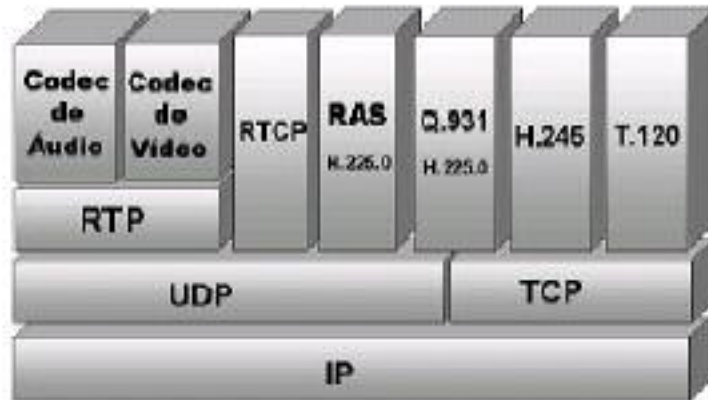 Codec
de
Áudio
Codec
de
Vídeo
RTCP
RAS
H.225.0
Q.931
H.225.0
H.245
T.120
RTP
UDP
TCP
IP